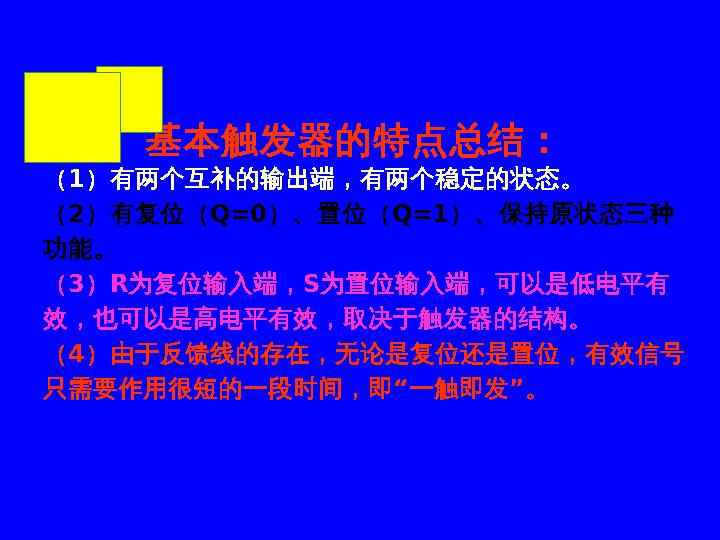 基本触发器的特点总结：
（1）有两个互补的输出端，有两个稳定的状态。
（2）有复位（Q=0）、置位（Q=1）、保持原状态三种
功能。
（3）R为复位输入端，S为置位输入端，可以是低电平有
效，也可以是高电平有效，取决于触发器的结构。
（4）由于反馈线的存在，无论是复位还是置位，有效信号
只需要作用很短的一段时间，即“一触即发”。